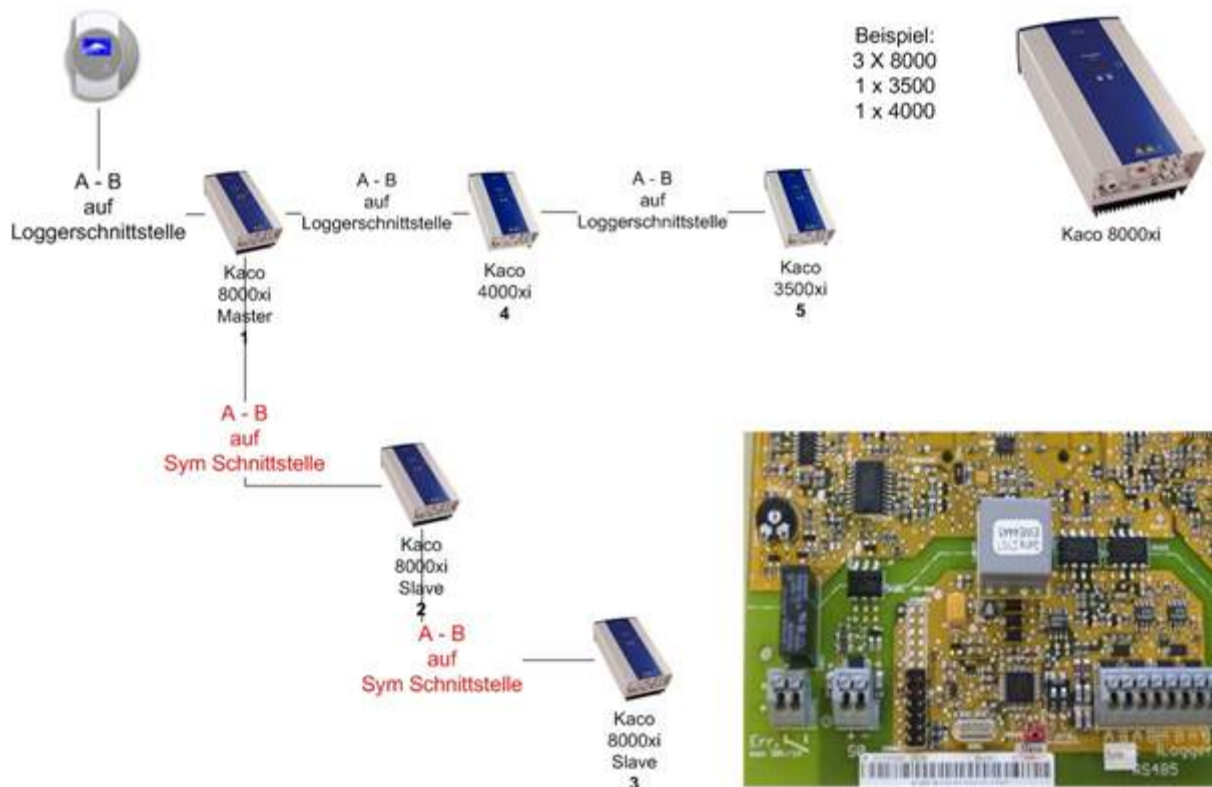 Beispiel:
3 X 8000
1 x 3500
1 x 4000
Kaco 8000xi
A - B
auf
Loggerschnittstelle
A - B
auf
Loggerschnittstelle
A - B
auf
Loggerschnittstelle
Kaco
8000xi
Master
1
Kaco
4000xi
4
Kaco
3500xi
5
A - B
auf
Sym Schnittstelle
Kaco
8000xi
Slave
2
A - B
auf
Sym Schnittstelle
Kaco
8000xi
Slave
3
Err.
S0
Logger
RS485